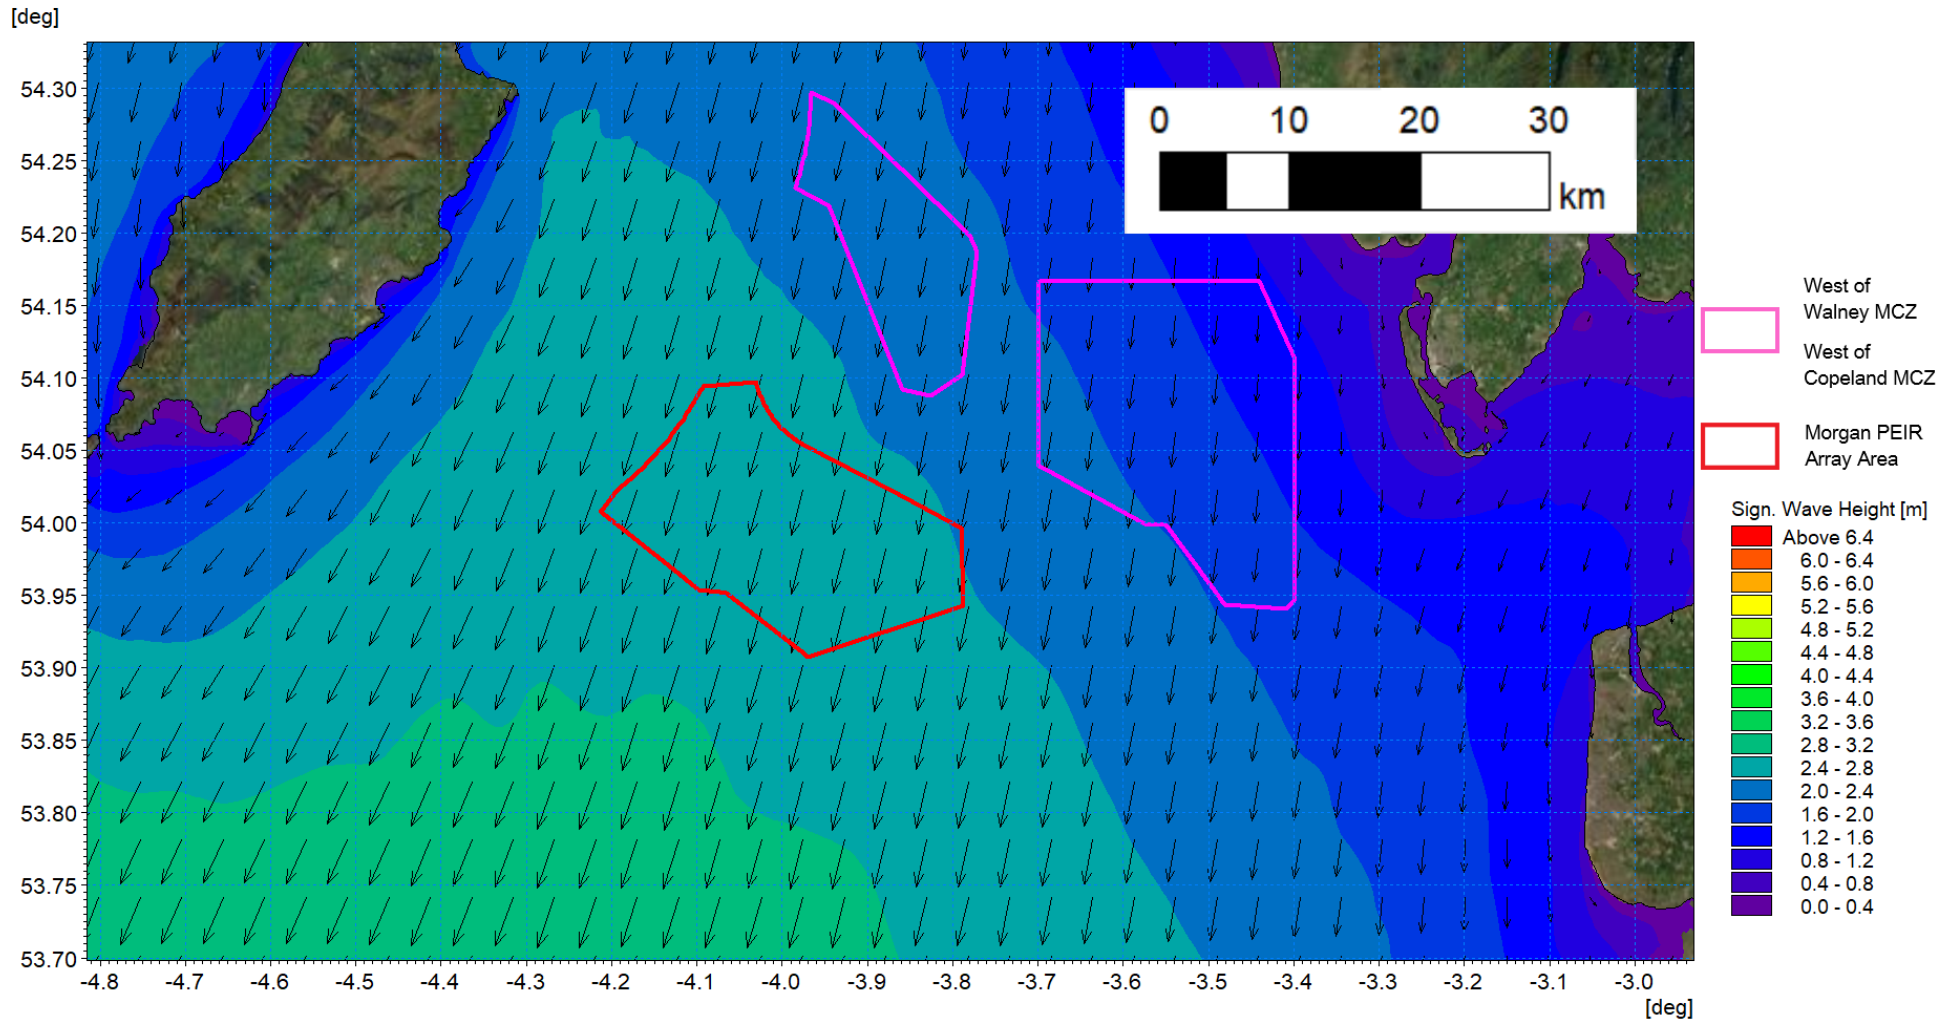 [deg]
54.30
54.25
54.20
54.15
54.10
54.05
54.00
53.95
53.90
53.85
53.80
53.75
53.70
-4.8 -4.7 -4.6 -4.5 -4.4 -4.3 -4.2 -4.1 -4.0 -3.9 -3.8 -3.7 -3.6 -3.5 -3.4 -3.3 -3.2 -3.1 -3.0
[deg]
0 10 20 30
km
West of
Walney MCZ
West of
Copeland MCZ
Morgan PEIR
Array Area
Sign. Wave Height [m]
Above 6.4
6.0 - 6.4
5.6 - 6.0
5.2 - 5.6
4.8 - 5.2
4.4 - 4.8
4.0 - 4.4
3.6 - 4.0
3.2 - 3.6
2.8 - 3.2
2.4 - 2.8
2.0 - 2.4
1.6 - 2.0
1.2 - 1.6
0.8 - 1.2
0.4 - 0.8
0.0 - 0.4